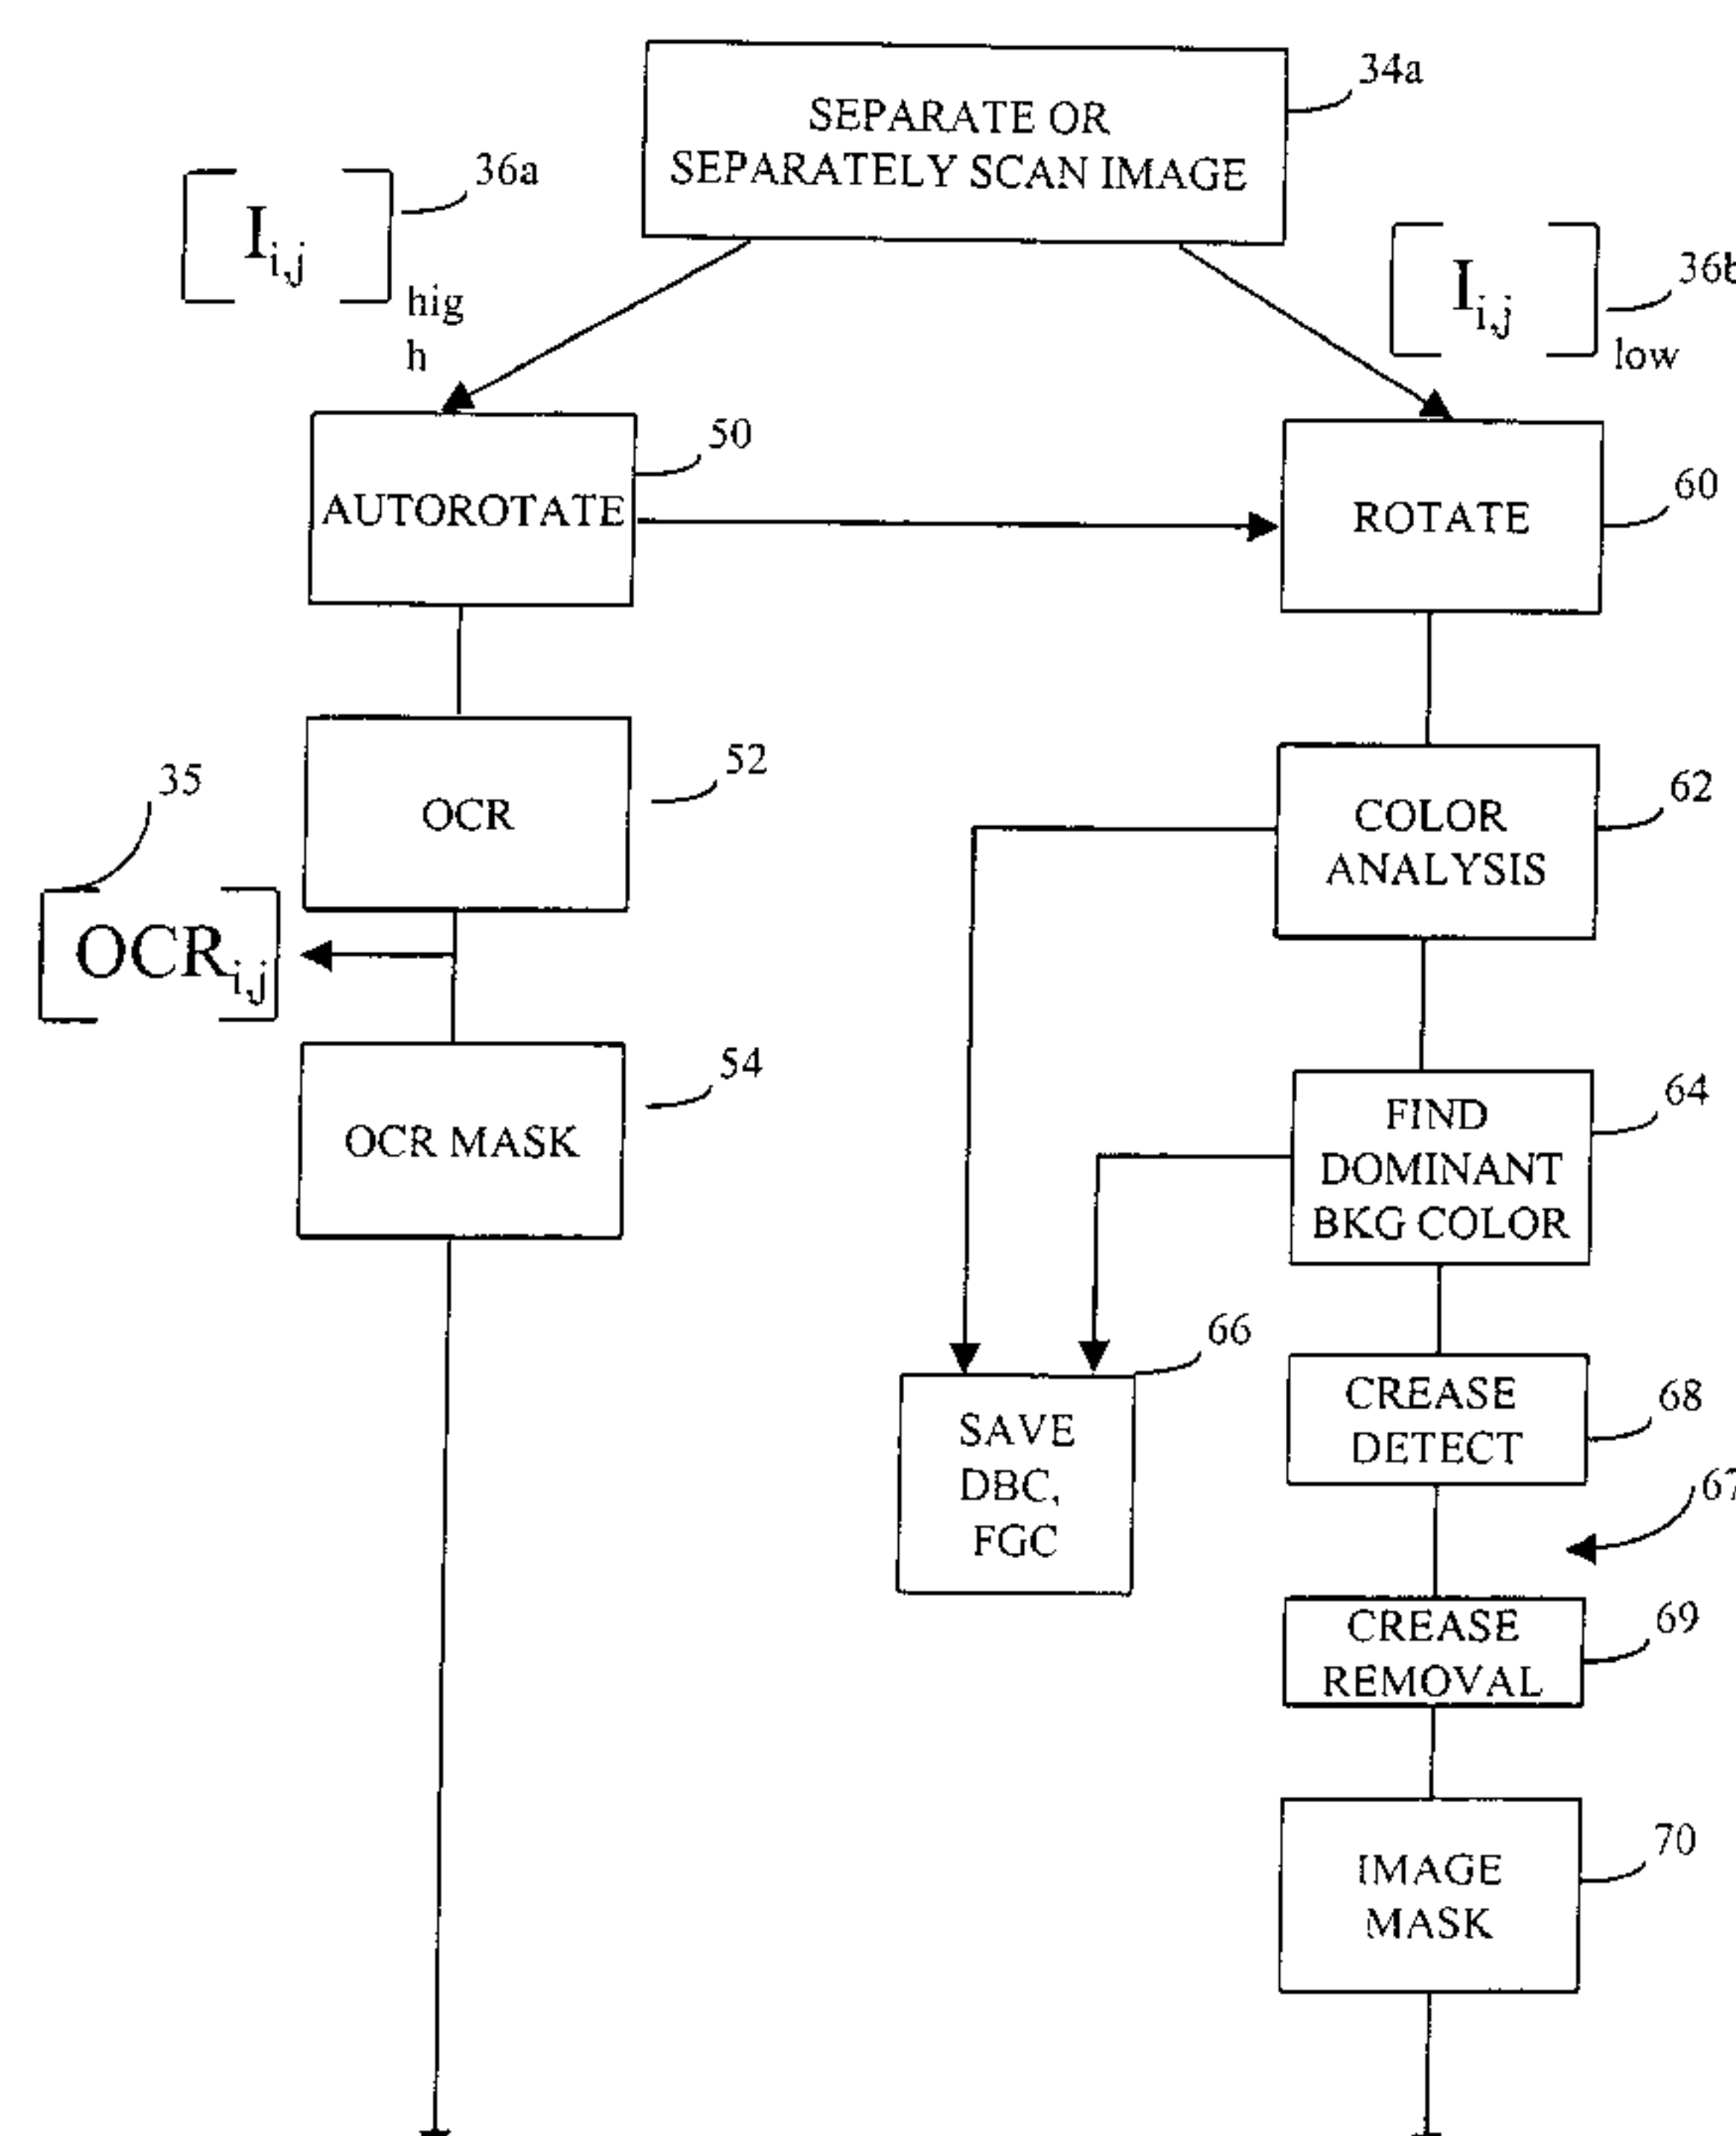 34a
SEPARATE OR
SEPARATELY SCAN IMAGE
36a
I i,j
hig
h
36b
I i,j
low
50
AUTOROTATE
60
ROTATE
52
OCR
35
OCR i,j
62
COLOR
ANALYSIS
54
OCR MASK
64
FIND
DOMINANT
BKG COLOR
66
SAVE
DBC,
FGC
68
CREASE
DETECT
67
69
CREASE
REMOVAL
70
IMAGE
MASK